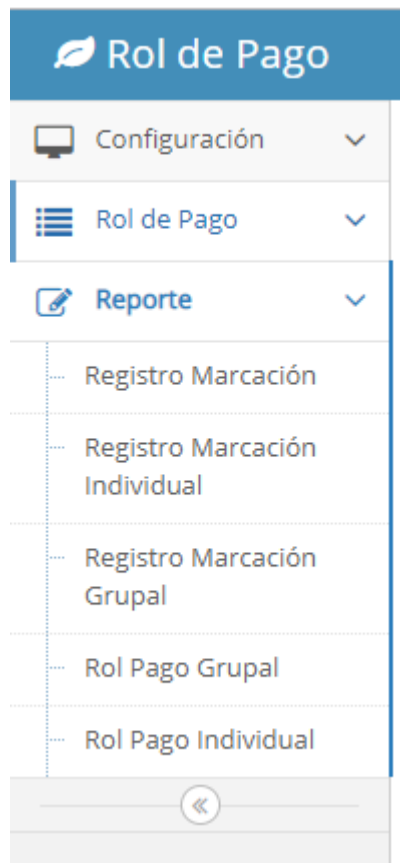 Rol de Pago
Configuración
Rol de Pago
Reporte
Registro Marcación
Registro Marcación
Individual
Registro Marcación
Grupal
Rol Pago Grupal
Rol Pago Individual